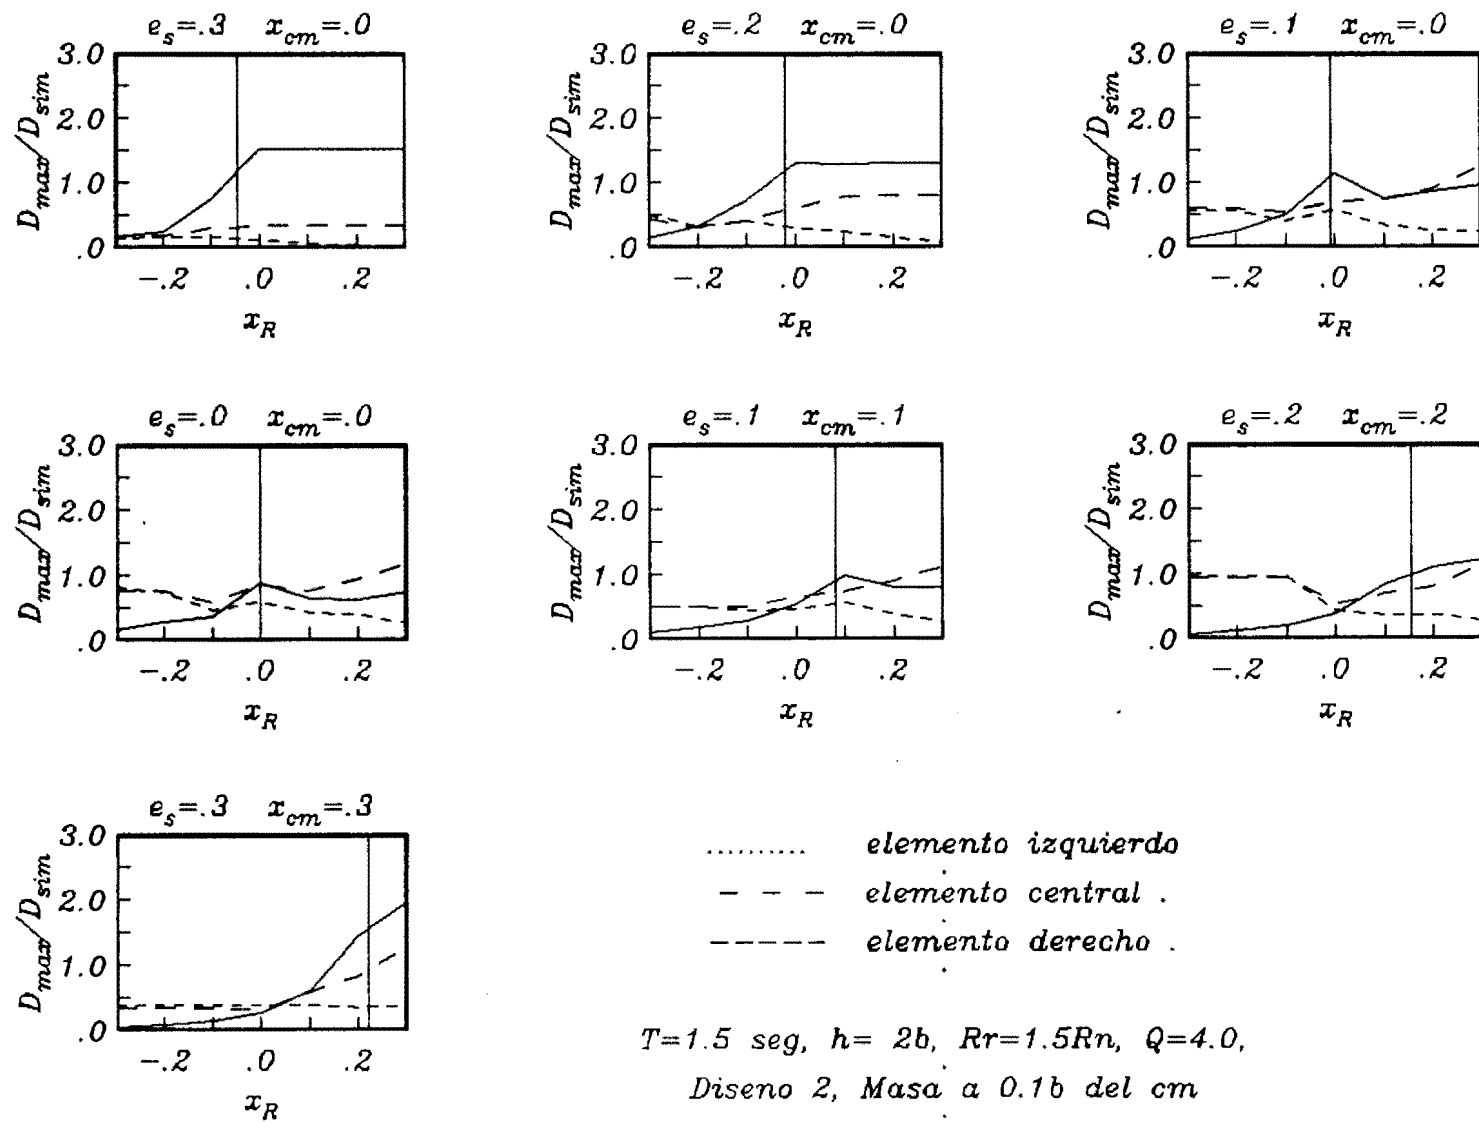 e_s=.3 x_cm=.0
e_s=.2 x_cm=.0
e_s=.1 x_cm=.0
D_max/D_sim
3.0
2.0
1.0
.0
-.2 .0 .2
x_R
D_max/D_sim
3.0
2.0
1.0
.0
-.2 .0 .2
x_R
D_max/D_sim
3.0
2.0
1.0
.0
-.2 .0 .2
x_R
e_s=.0 x_cm=.0
e_s=.1 x_cm=.1
e_s=.2 x_cm=.2
D_max/D_sim
3.0
2.0
1.0
.0
-.2 .0 .2
x_R
D_max/D_sim
3.0
2.0
1.0
.0
-.2 .0 .2
x_R
D_max/D_sim
3.0
2.0
1.0
.0
-.2 .0 .2
x_R
e_s=.3 x_cm=.3
D_max/D_sim
3.0
2.0
1.0
.0
-.2 .0 .2
x_R
elemento izquierdo
elemento central .
elemento derecho .
T=1.5 seg, h= 2b, Rr=1.5Rn, Q=4.0,
Diseno 2, Masa a 0.1b del cm